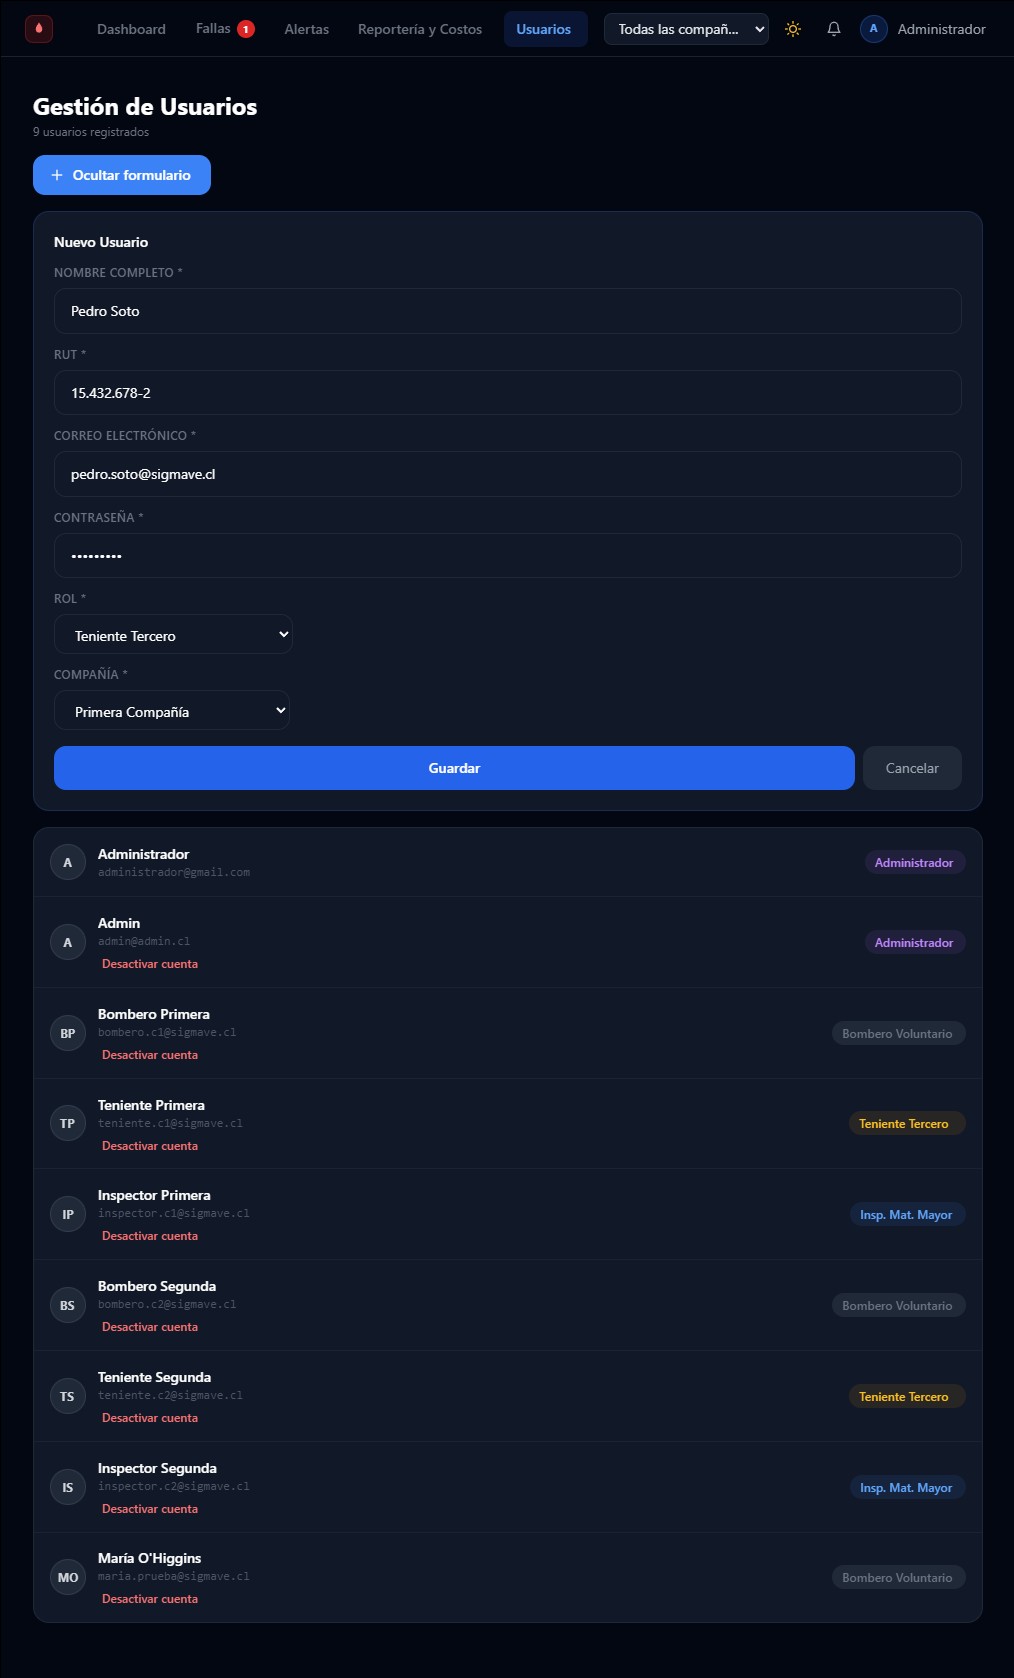 Dashboard Fallas 1 Alertas Reportería y Costos Usuarios Todas las compañ... A Administrador
Gestión de Usuarios
9 usuarios registrados
+ Ocultar formulario
Nuevo Usuario
NOMBRE COMPLETO *
Pedro Soto
RUT *
15.432.678-2
CORREO ELECTRÓNICO *
pedro.soto@sigmave.cl
CONTRASEÑA *
•••••••••
ROL *
Teniente Tercero
COMPAÑÍA *
Primera Compañía
Guardar Cancelar
A Administrador Administrador
administrador@gmail.com
A Admin Administrador
admin@admin.cl
Desactivar cuenta
BP Bombero Primera Bombero Voluntario
bombero.c1@sigmave.cl
Desactivar cuenta
TP Teniente Primera Teniente Tercero
teniente.c1@sigmave.cl
Desactivar cuenta
IP Inspector Primera Insp. Mat. Mayor
inspector.c1@sigmave.cl
Desactivar cuenta
BS Bombero Segunda Bombero Voluntario
bombero.c2@sigmave.cl
Desactivar cuenta
TS Teniente Segunda Teniente Tercero
teniente.c2@sigmave.cl
Desactivar cuenta
IS Inspector Segunda Insp. Mat. Mayor
inspector.c2@sigmave.cl
Desactivar cuenta
MO María O'Higgins Bombero Voluntario
maria.prueba@sigmave.cl
Desactivar cuenta